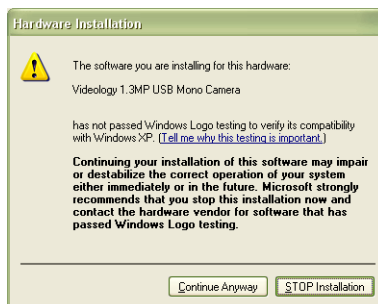 Hardware Installation
The software you are installing for this hardware:
Videology 1.3MP USB Mono Camera
has not passed Windows Logo testing to verify its compatibility
with Windows XP. (Tell me why this testing is important.)
Continuing your installation of this software may impair
or destabilize the correct operation of your system
either immediately or in the future. Microsoft strongly
recommends that you stop this installation now and
contact the hardware vendor for software that has
passed Windows Logo testing.
Continue Anyway
STOP Installation